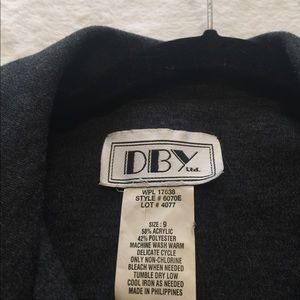 DBY Ltd.
WPL 17638
STYLE # 6070E
LOT # 4077
SIZE: 9
58% ACRYLIC
42% POLYESTER
MACHINE WASH WARM
DELICATE CYCLE
ONLY NON-CHLORINE
BLEACH WHEN NEEDED
TUMBLE DRY LOW
COOL IRON AS NEEDED
MADE IN PHILIPPINES